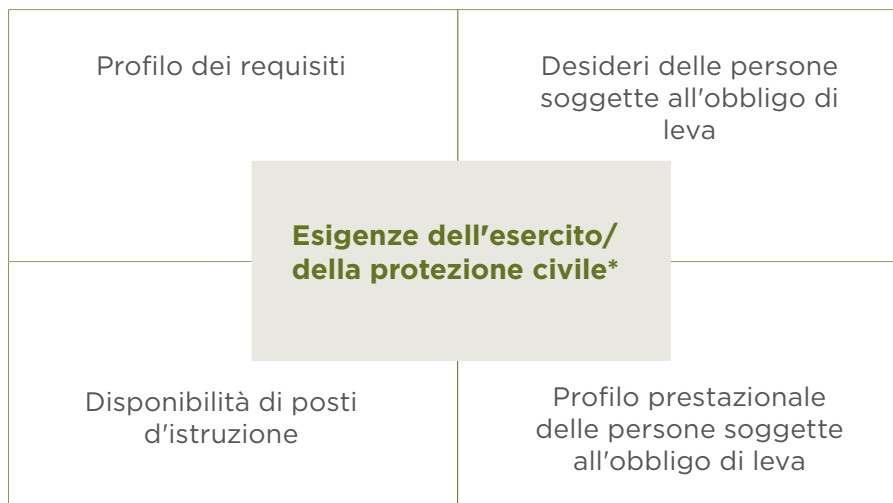 Profilo dei requisiti
Desideri delle persone
soggette all'obbligo di
leva
Esigenze dell'esercito/
della protezione civile*
Disponibilità di posti
d'istruzione
Profilo prestazionale
delle persone soggette
all'obbligo di leva